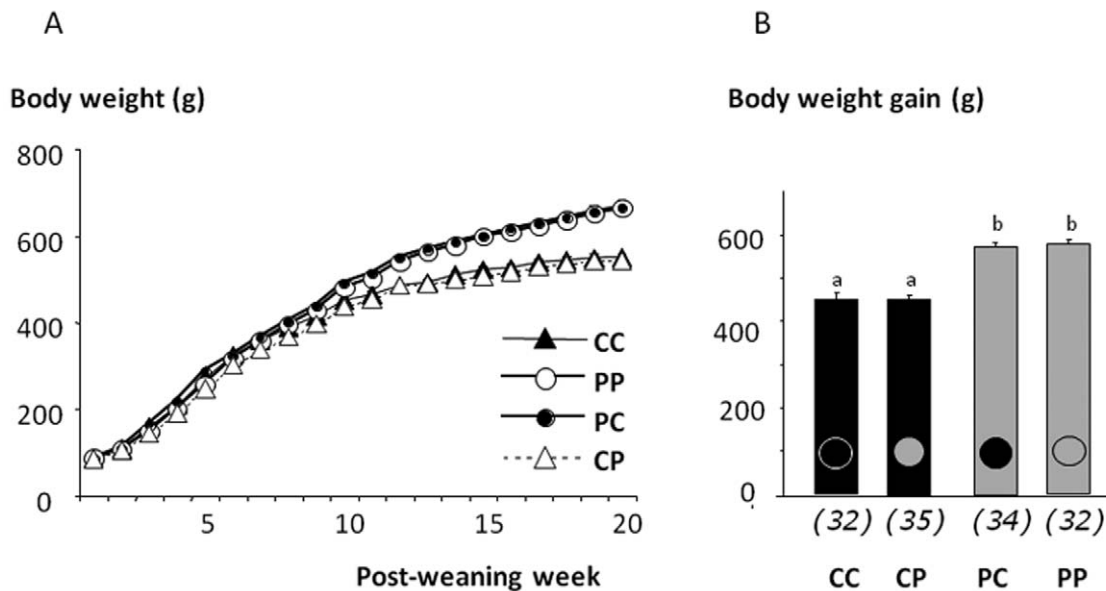 A
B
Body weight (g)
Body weight gain (g)
800
600
400
200
0
5
10
15
20
Post-weaning week
CC
PP
PC
CP
600
400
200
0
a
a
b
b
(32) (35) (34) (32)
CC CP PC PP